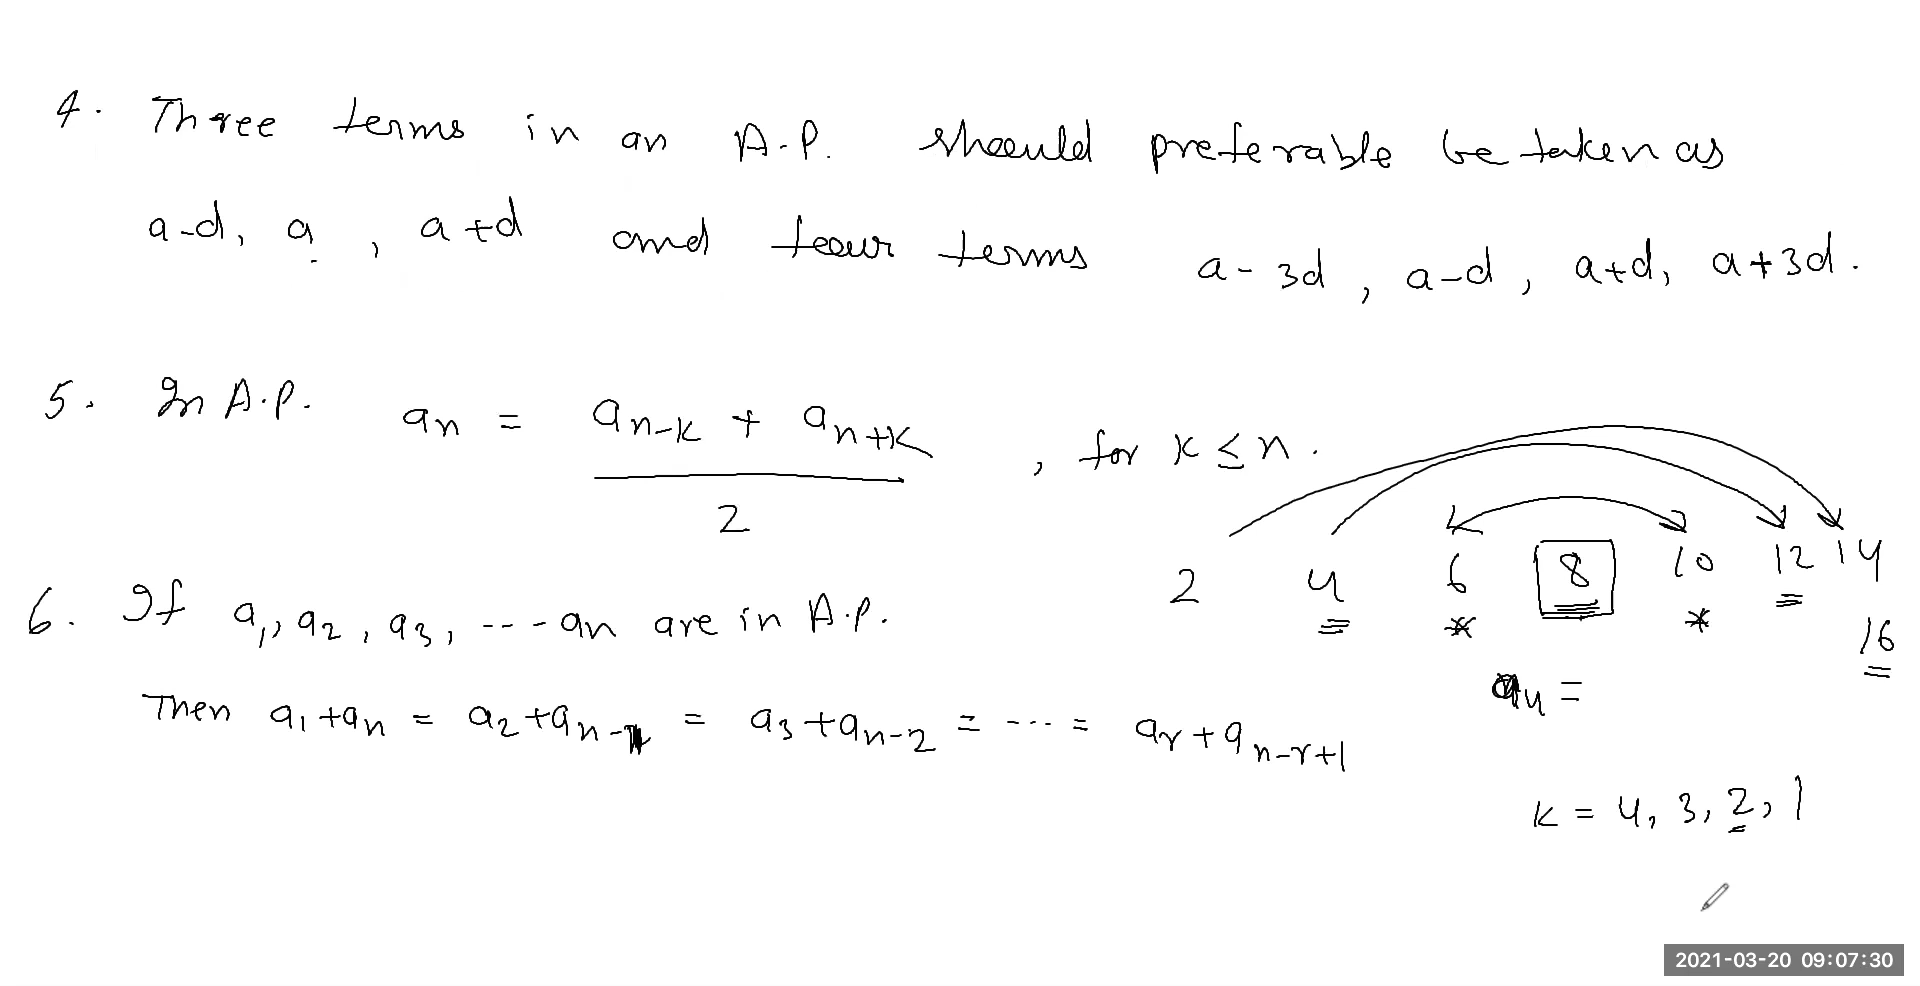 4. Three terms in an A.P. should preferable be taken as
a-d, a, a+d and four terms a-3d, a-d, a+d, a+3d.
5. In A.P. aₙ = (aₙ₋ₖ + aₙ₊ₖ)/2, for k ≤ n.
2 4 6 8 10 12 14
* *
16
6. If a₁, a₂, a₃, --- aₙ are in A.P.
a₄ =
Then a₁+aₙ = a₂+aₙ₋₁ = a₃+aₙ₋₂ = --- = aᵣ+aₙ₋ᵣ₊₁
k = 4, 3, 2, 1
2021-03-20 09:07:30